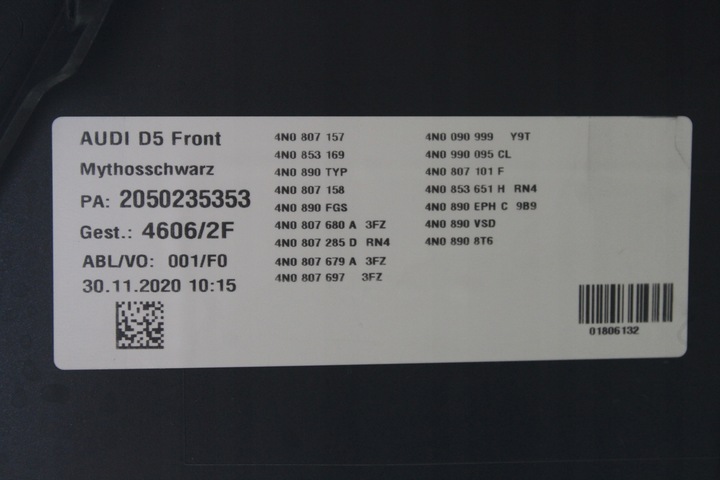 AUDI D5 Front
Mythosschwarz
PA: 2050235353
Gest.: 4606/2F
ABL/VO: 001/F0
30.11.2020 10:15
4N0 807 157
4N0 853 169
4N0 890 TYP
4N0 807 158
4N0 890 FGS
4N0 807 680 A 3FZ
4N0 807 285 D RN4
4N0 807 679 A 3FZ
4N0 807 697 3FZ
4N0 090 999 Y9T
4N0 990 095 CL
4N0 807 101 F
4N0 853 651 H RN4
4N0 890 EPH C 9B9
4N0 890 VSD
4N0 890 8T6
01806132